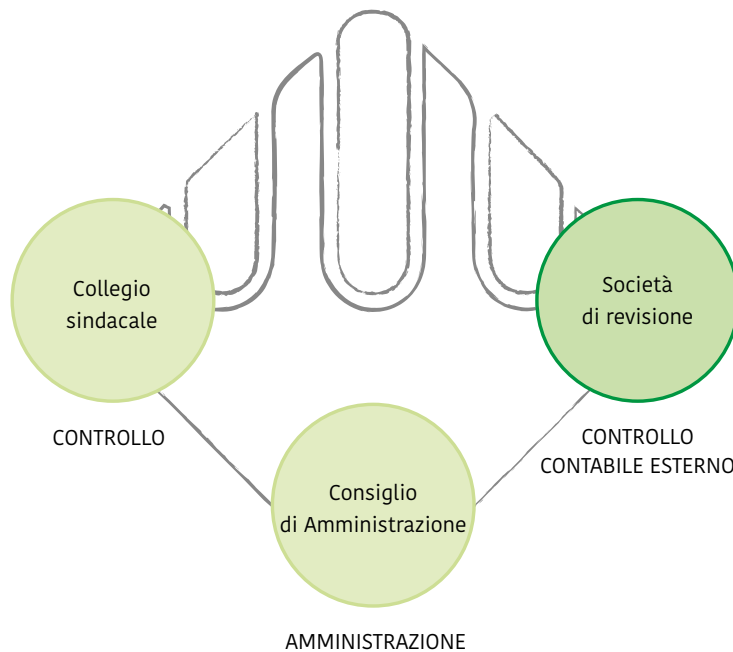 Collegio
sindacale
CONTROLLO
Società
di revisione
CONTROLLO
CONTABILE ESTERNO
Consiglio
di Amministrazione
AMMINISTRAZIONE